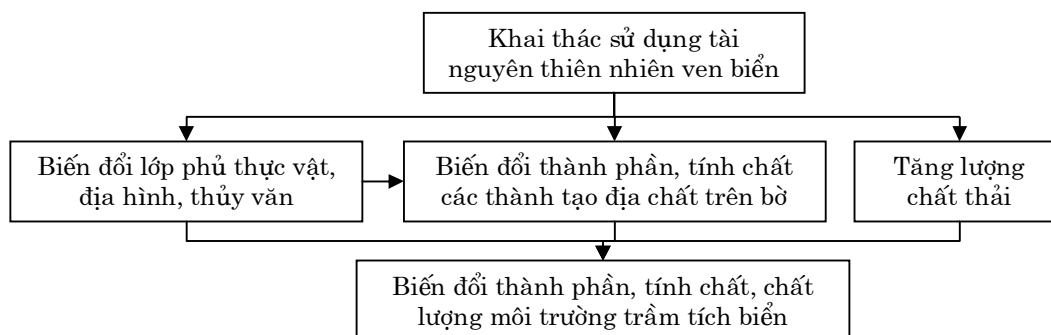 Khai thác sử dụng tài
nguyên thiên nhiên ven biển
Biến đổi lớp phủ thực vật,
địa hình, thủy văn
Biến đổi thành phần, tính chất
các thành tạo địa chất trên bờ
Tăng lượng
chất thải
Biến đổi thành phần, tính chất, chất
lượng môi trường trầm tích biển